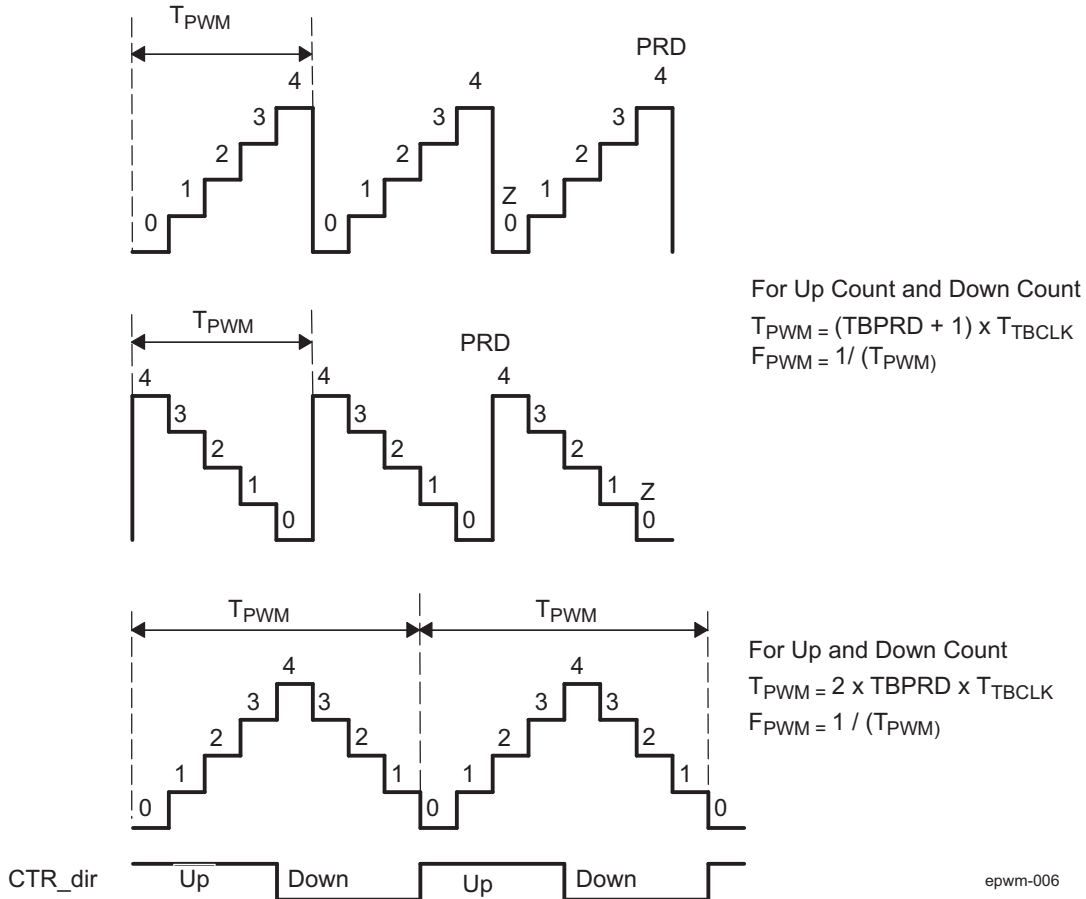 TPWM
PRD
4 4 4
3 3 3
2 2 2
1 1 1
Z
0 0 0
For Up Count and Down Count
TPWM = (TBPRD + 1) x TTBCLK
FPWM = 1/ (TPWM)
TPWM
PRD
4 4 4
3 3 3
2 2 2
1 1 1
Z
0 0 0
TPWM TPWM
For Up and Down Count
TPWM = 2 x TBPRD x TTBCLK
FPWM = 1 / (TPWM)
4 4
3 3 3 3
2 2 2 2
1 1 1 1
0 0 0
CTR_dir Up Down Up Down
epwm-006